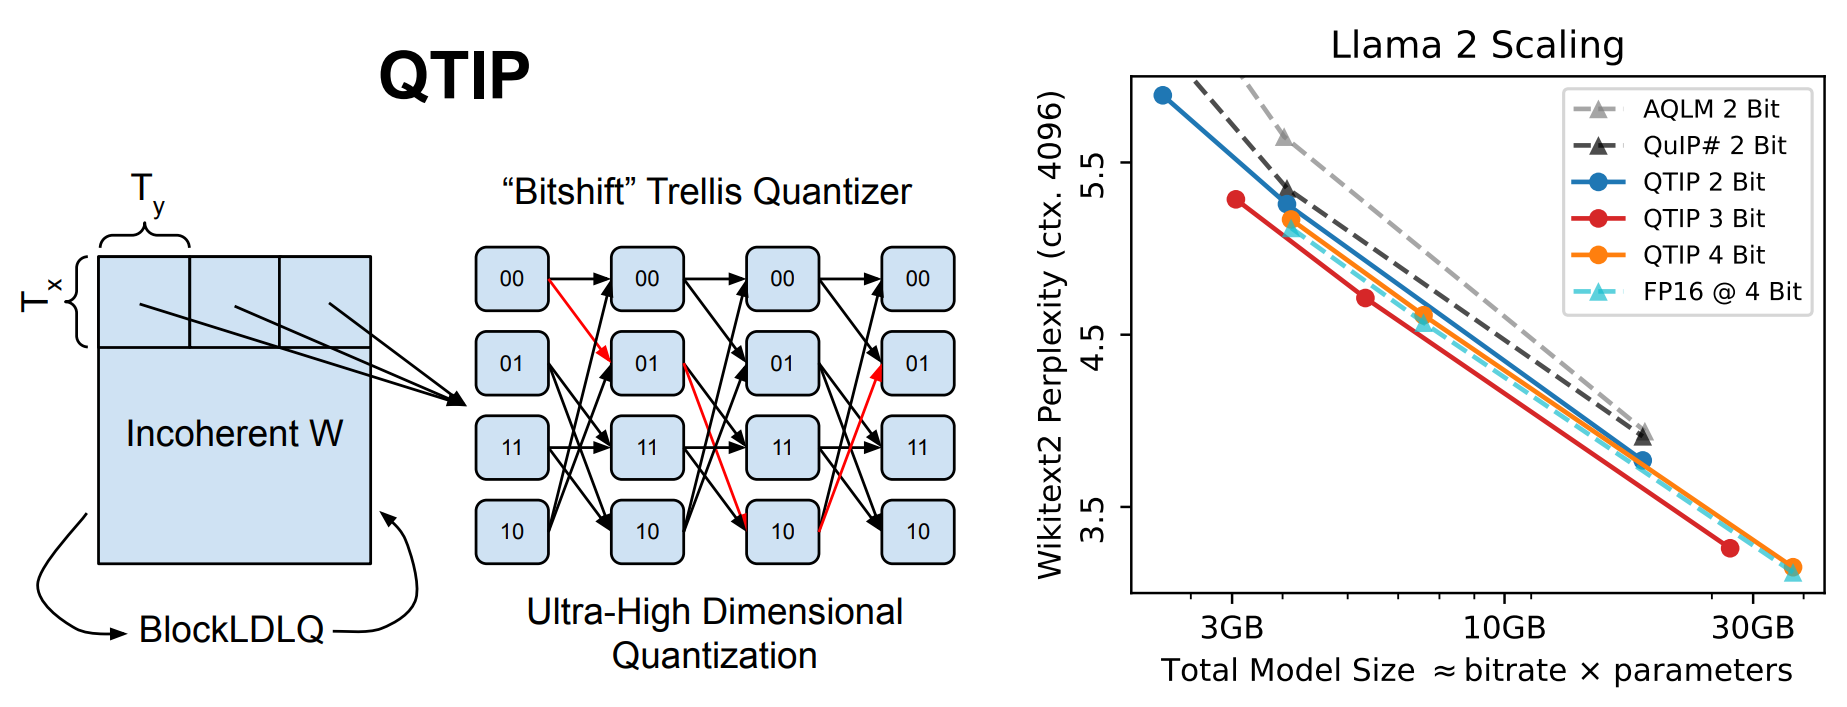 QTIP
T
y
T
x
Incoherent W
BlockLDLQ
“Bitshift” Trellis Quantizer
00 00 00 00
01 01 01 01
11 11 11 11
10 10 10 10
Ultra-High Dimensional
Quantization
Llama 2 Scaling
Wikitext2 Perplexity (ctx. 4096)
5.5
4.5
3.5
AQLM 2 Bit
QuIP# 2 Bit
QTIP 2 Bit
QTIP 3 Bit
QTIP 4 Bit
FP16 @ 4 Bit
3GB 10GB 30GB
Total Model Size ≈ bitrate × parameters